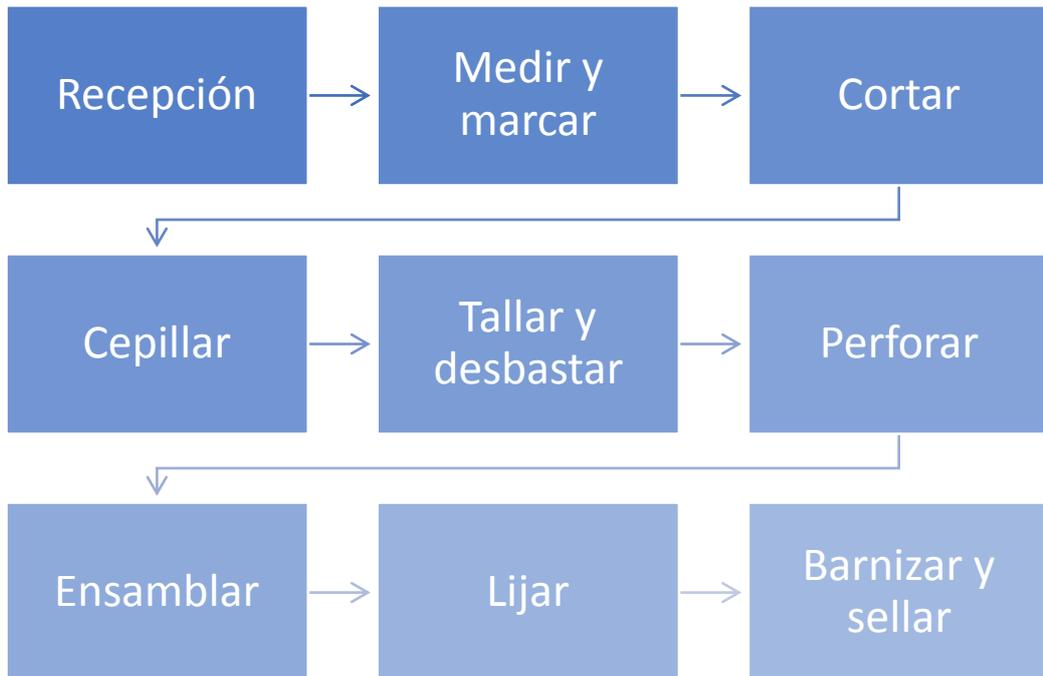 Recepción
Medir y
marcar
Cortar
Cepillar
Tallar y
desbastar
Perforar
Ensamblar
Lijar
Barnizar y
sellar